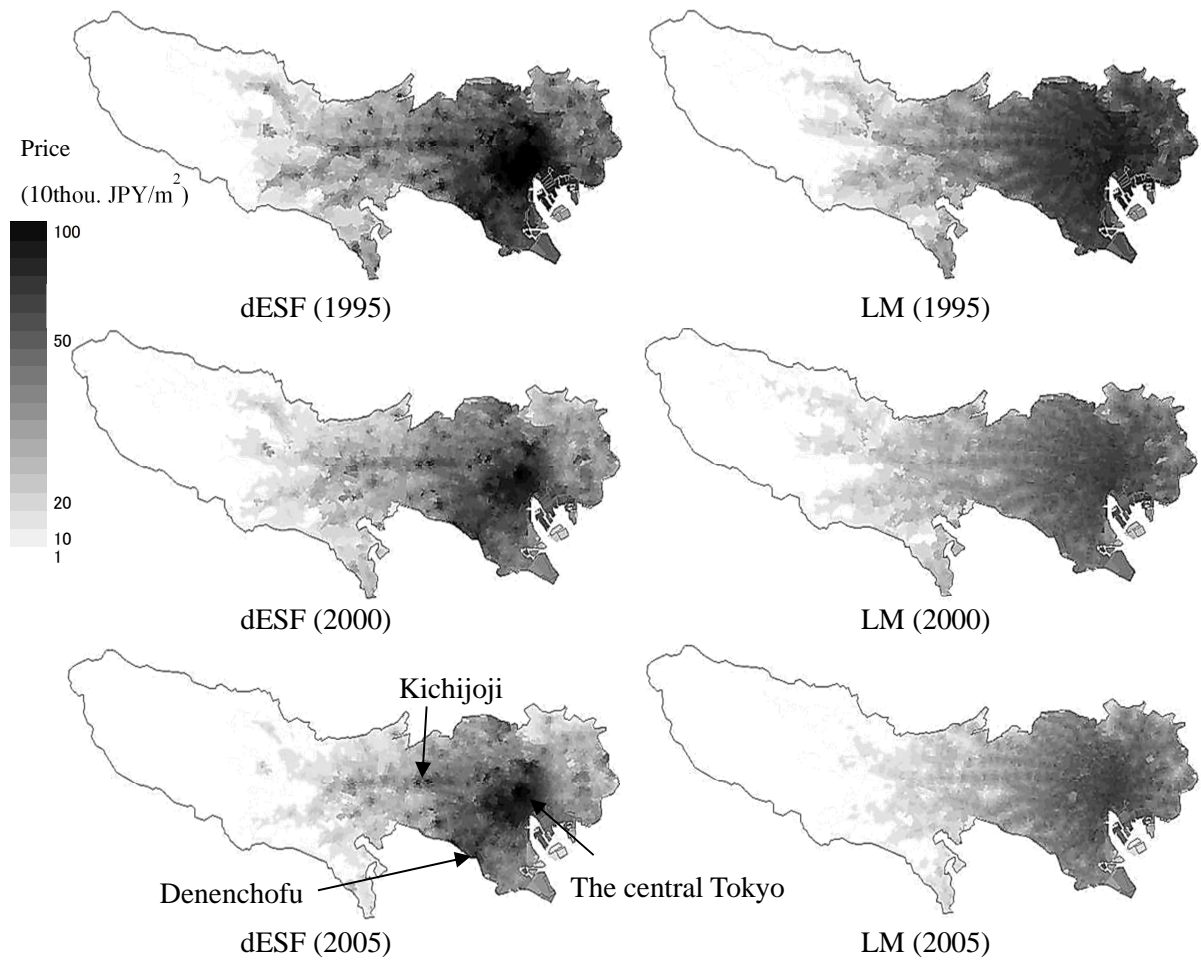 Price
(10thou. JPY/m²)
100
50
20
10
1
dESF (1995)
LM (1995)
dESF (2000)
LM (2000)
Kichijoji
Denenchofu
The central Tokyo
dESF (2005)
LM (2005)